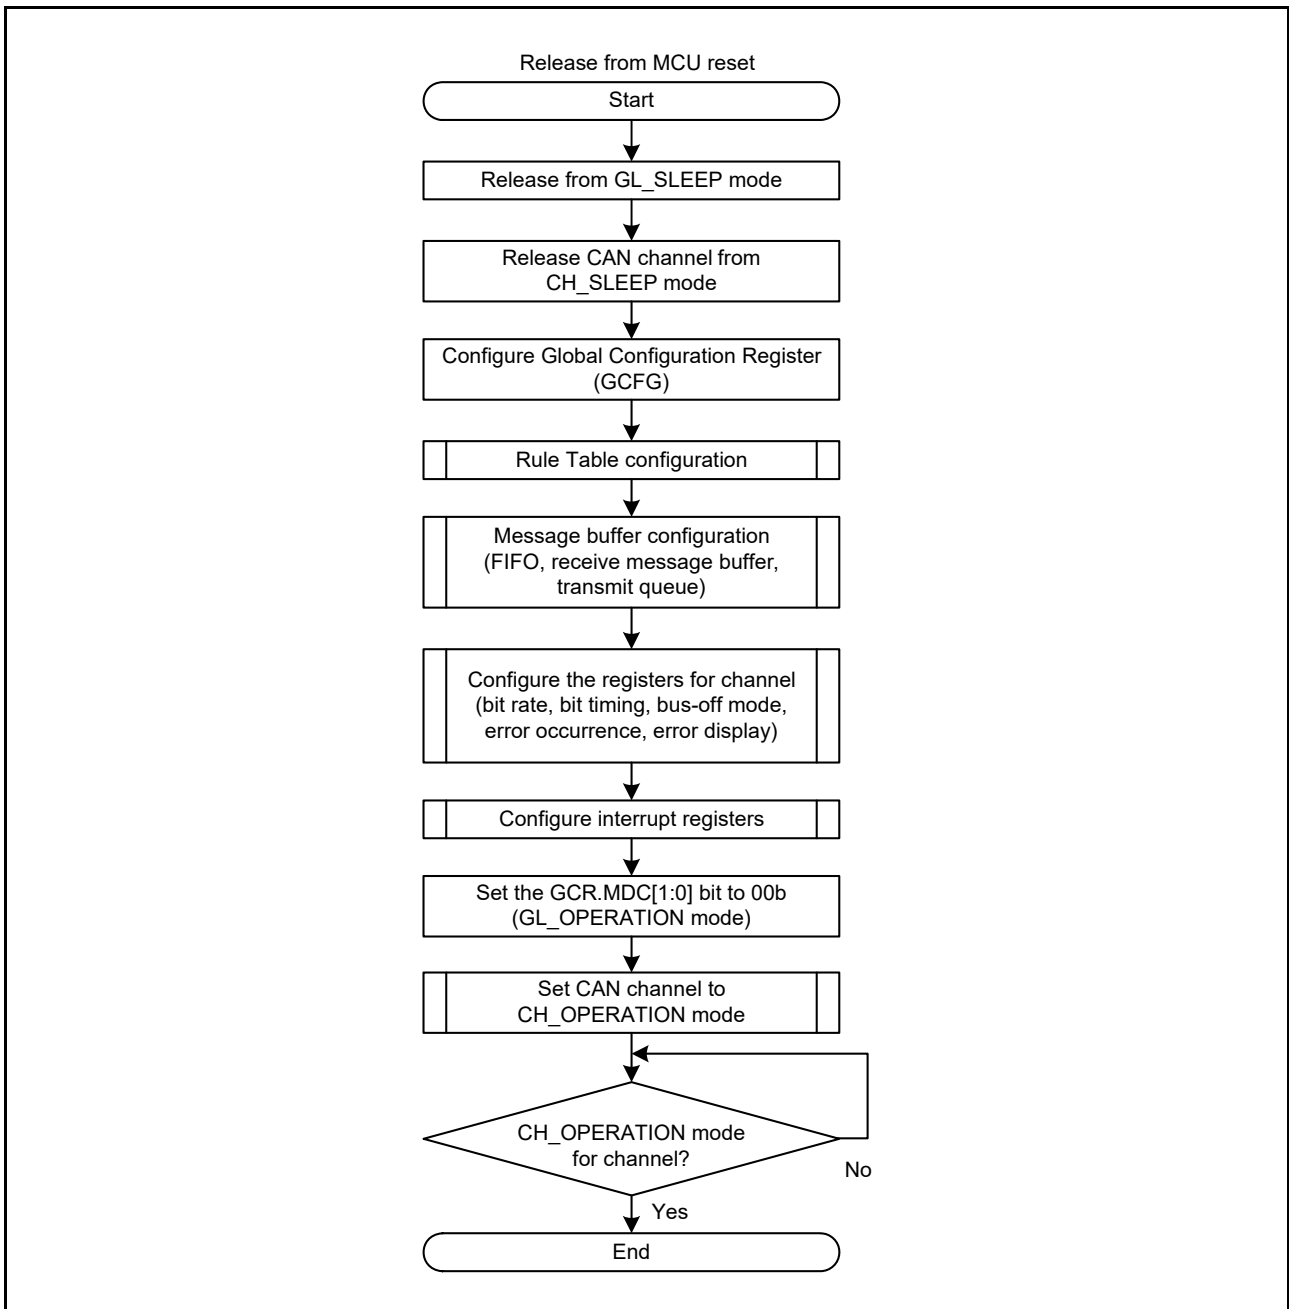 Release from MCU reset
Start
Release from GL_SLEEP mode
Release CAN channel from
CH_SLEEP mode
Configure Global Configuration Register
(GCFG)
Rule Table configuration
Message buffer configuration
(FIFO, receive message buffer,
transmit queue)
Configure the registers for channel
(bit rate, bit timing, bus-off mode,
error occurrence, error display)
Configure interrupt registers
Set the GCR.MDC[1:0] bit to 00b
(GL_OPERATION mode)
Set CAN channel to
CH_OPERATION mode
CH_OPERATION mode
for channel?
No
Yes
End